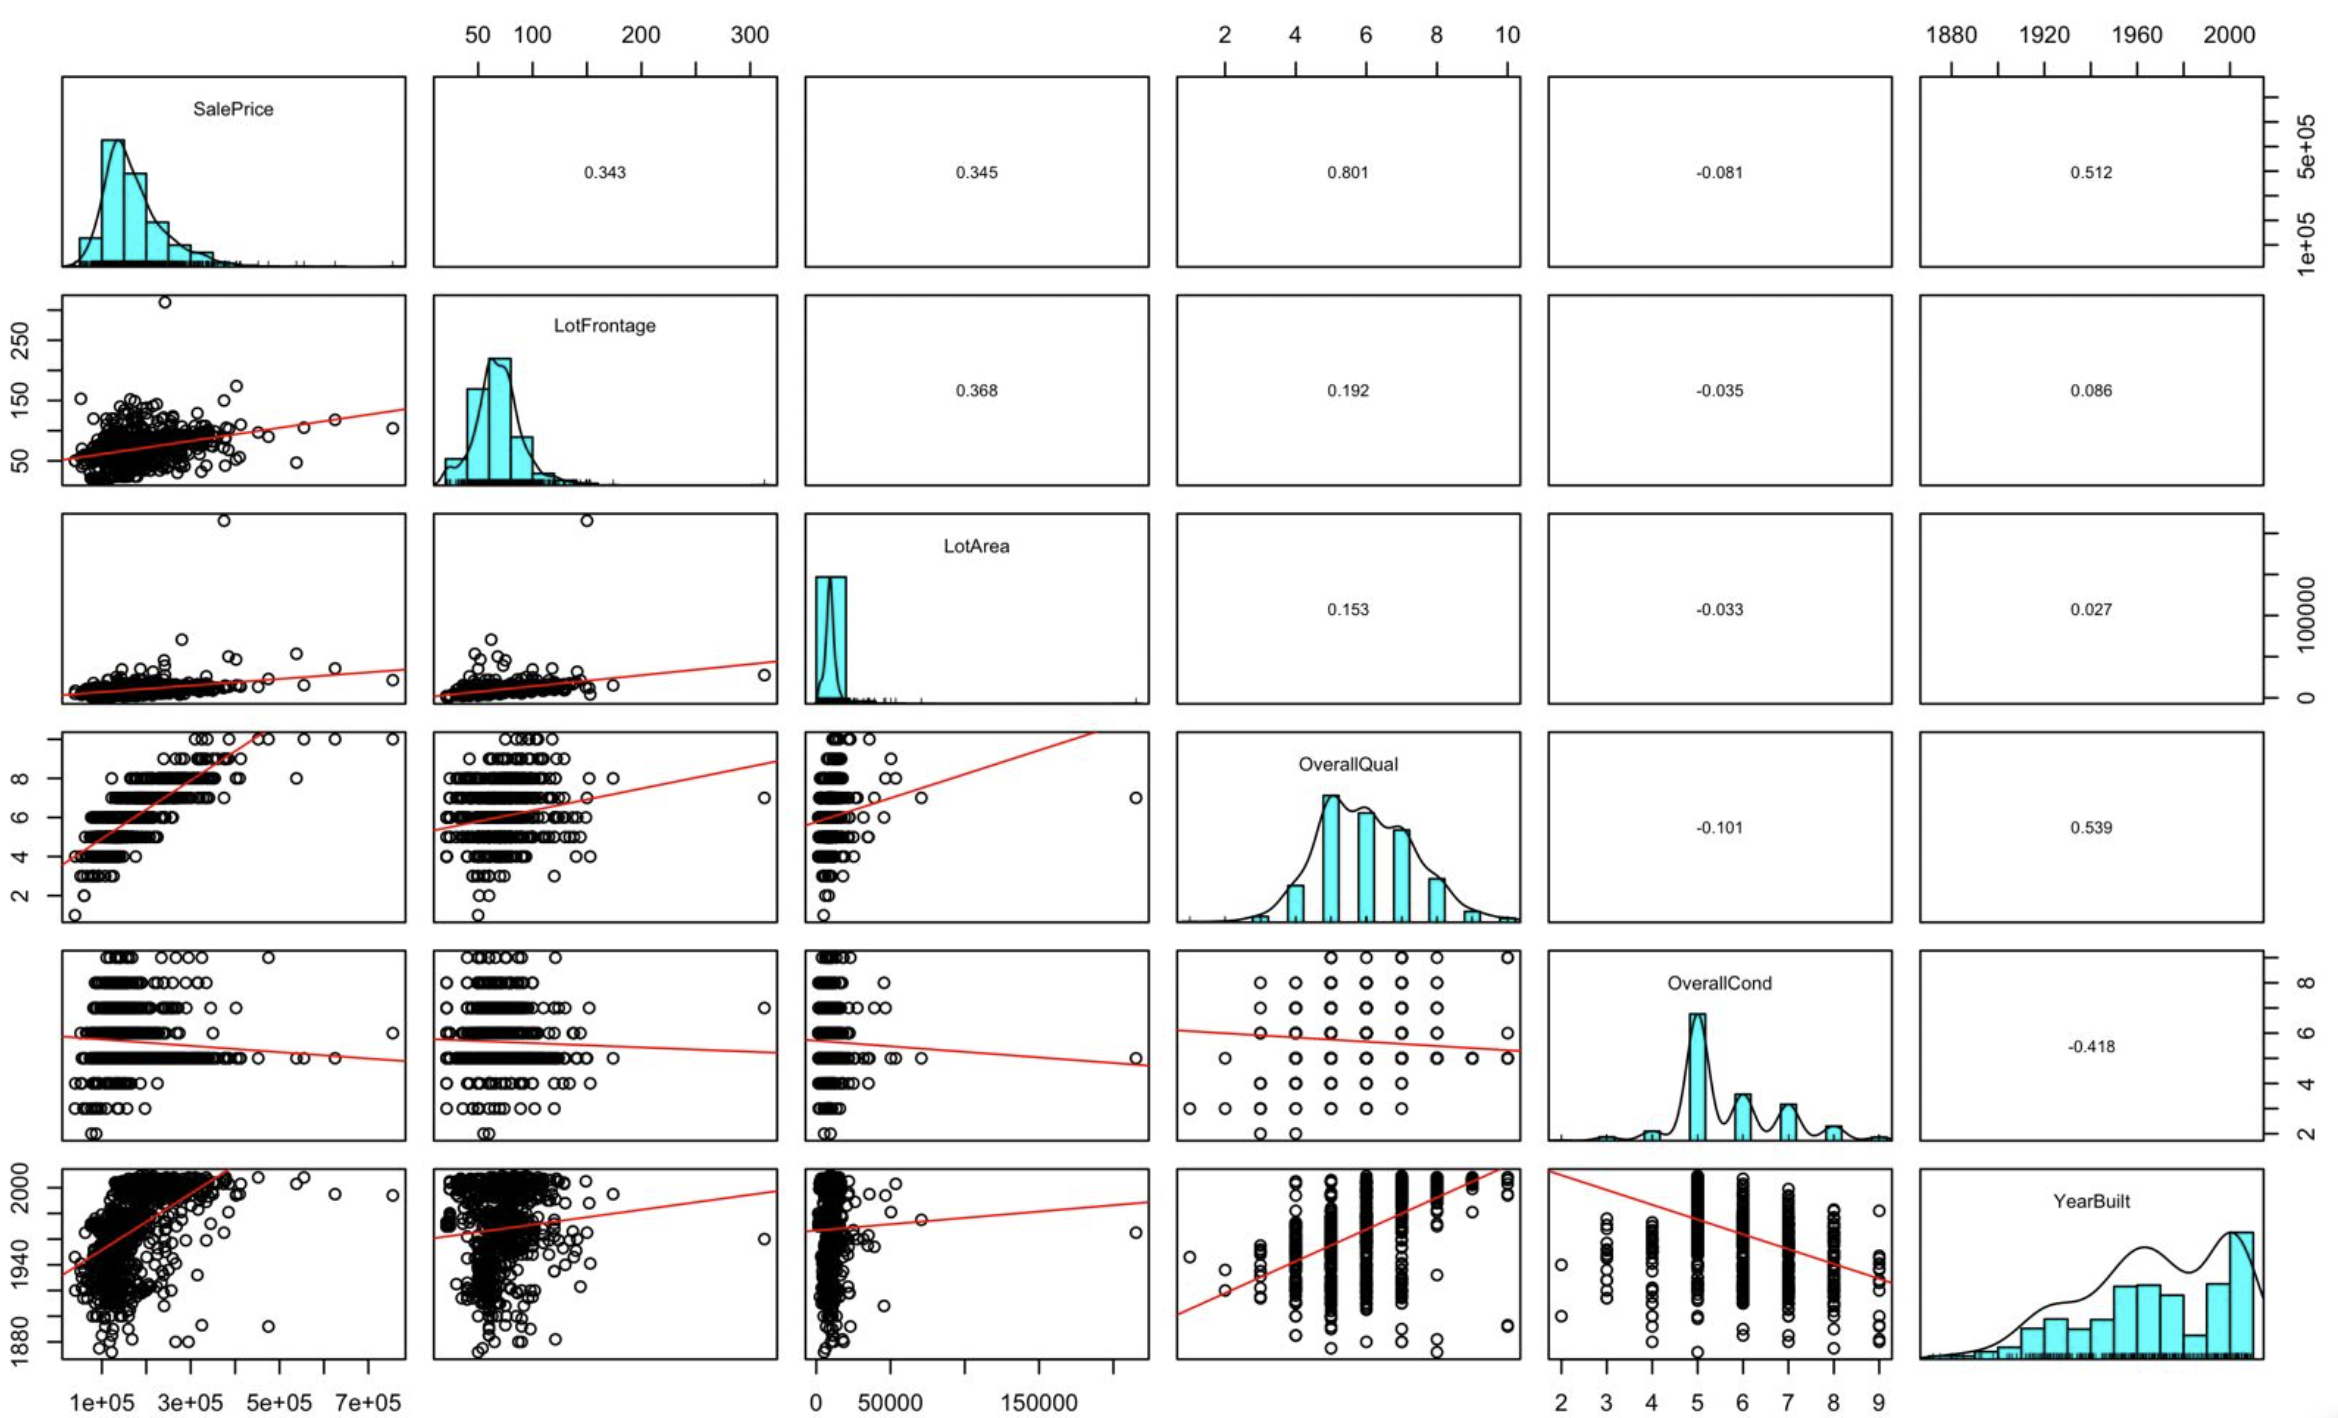 50 100 200 300 2 4 6 8 10 1880 1920 1960 2000
SalePrice
0.343 0.345 0.801 -0.081 0.512
1e+05 5e+05
LotFrontage
0.368 0.192 -0.035 0.086
50 150 250
LotArea
0.153 -0.033 0.027
0 100000
OverallQual
-0.101 0.539
2 4 6 8
OverallCond
-0.418
2 4 6 8
YearBuilt
1880 1940 2000
1e+05 3e+05 5e+05 7e+05 0 50000 150000 2 3 4 5 6 7 8 9